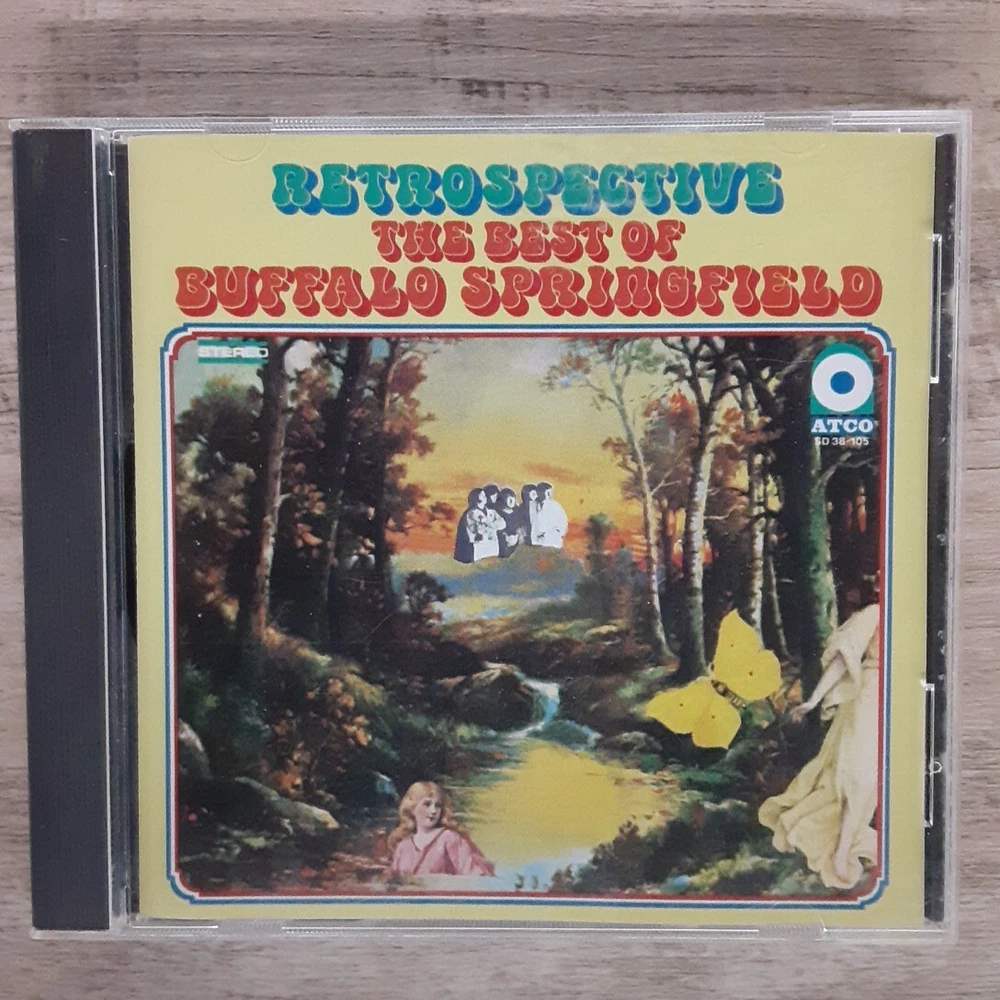 RETROSPECTIVE
THE BEST OF
BUFFALO SPRINGFIELD
STEREO
ATCO
SD 38-105